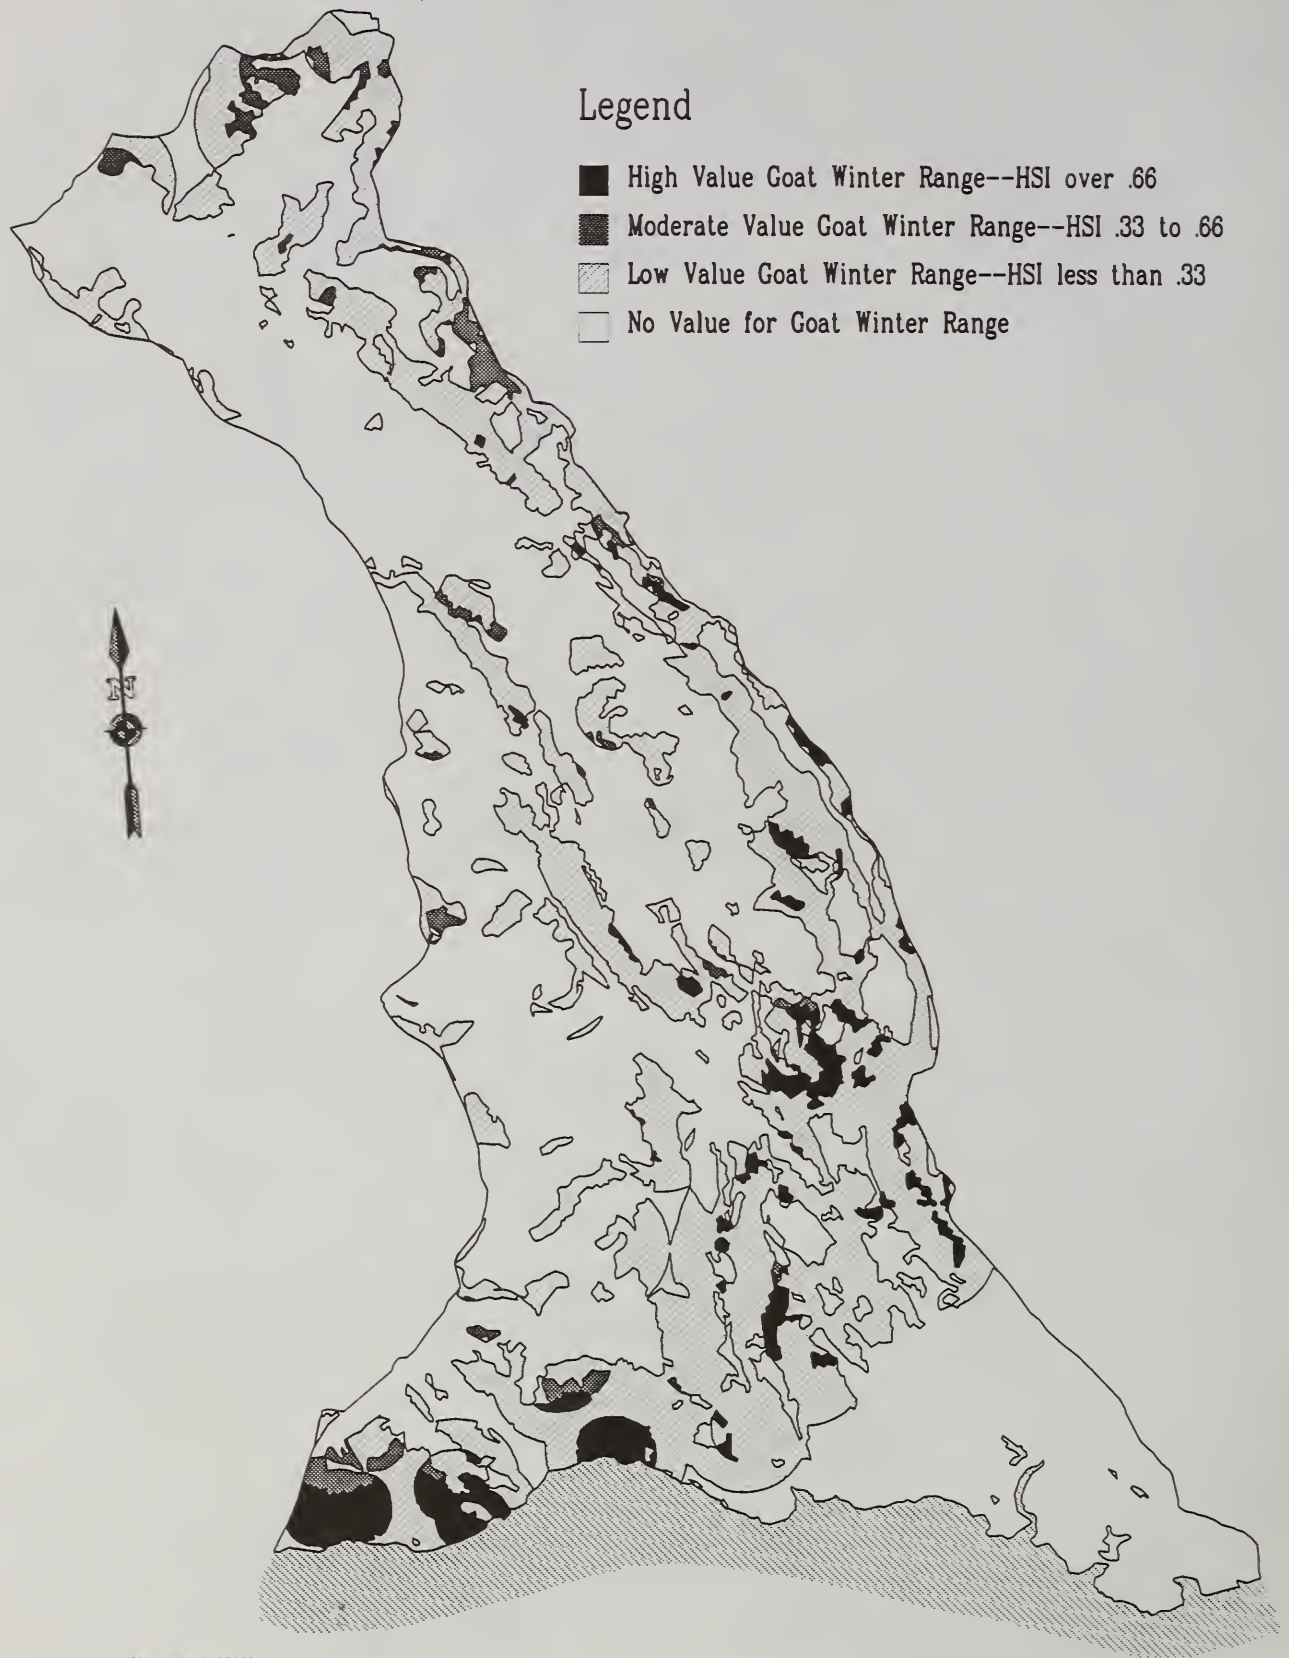 Legend
High Value Goat Winter Range--HSI over .66
Moderate Value Goat Winter Range--HSI .33 to .66
Low Value Goat Winter Range--HSI less than .33
No Value for Goat Winter Range
N